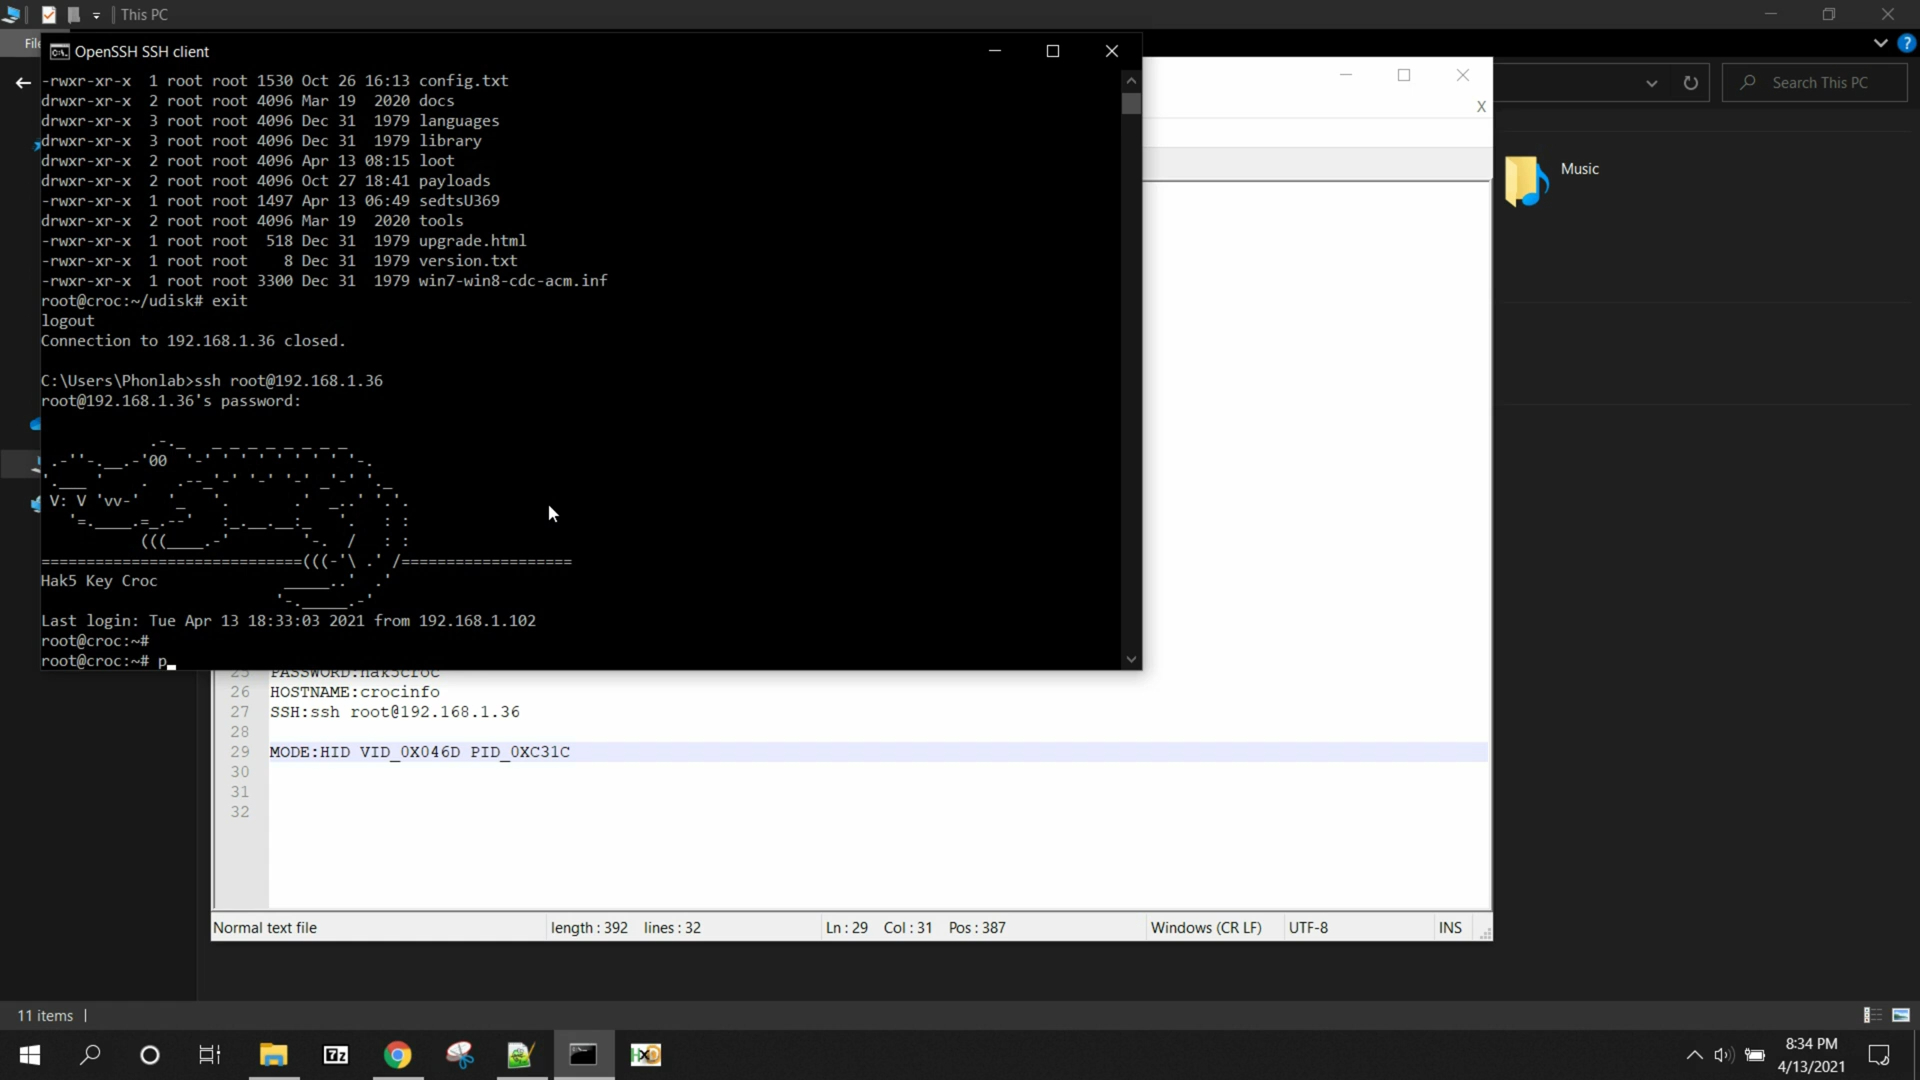 This PC
File
OpenSSH SSH client
-rwxr-xr-x  1 root root 1530 Oct 26 16:13 config.txt
drwxr-xr-x  2 root root 4096 Mar 19  2020 docs
drwxr-xr-x  3 root root 4096 Dec 31  1979 languages
drwxr-xr-x  3 root root 4096 Dec 31  1979 library
drwxr-xr-x  2 root root 4096 Apr 13 08:15 loot
drwxr-xr-x  2 root root 4096 Oct 27 18:41 payloads
-rwxr-xr-x  1 root root 1497 Apr 13 06:49 sedtsU369
drwxr-xr-x  2 root root 4096 Mar 19  2020 tools
-rwxr-xr-x  1 root root  518 Dec 31  1979 upgrade.html
-rwxr-xr-x  1 root root    8 Dec 31  1979 version.txt
-rwxr-xr-x  1 root root 3300 Dec 31  1979 win7-win8-cdc-acm.inf
root@croc:~/udisk# exit
logout
Connection to 192.168.1.36 closed.
C:\Users\Phonlab>ssh root@192.168.1.36
root@192.168.1.36's password:
Hak5 Key Croc
Last login: Tue Apr 13 18:33:03 2021 from 192.168.1.102
root@croc:~#
root@croc:~# p_
X
Search This PC
Music
25 PASSWORD:hak5croc
26 HOSTNAME:crocinfo
27 SSH:ssh root@192.168.1.36
28
29 MODE:HID VID_0X046D PID_0XC31C
30
31
32
Normal text file length : 392 lines : 32 Ln : 29 Col : 31 Pos : 387 Windows (CR LF) UTF-8 INS
11 items
7z
HXD
8:34 PM
4/13/2021